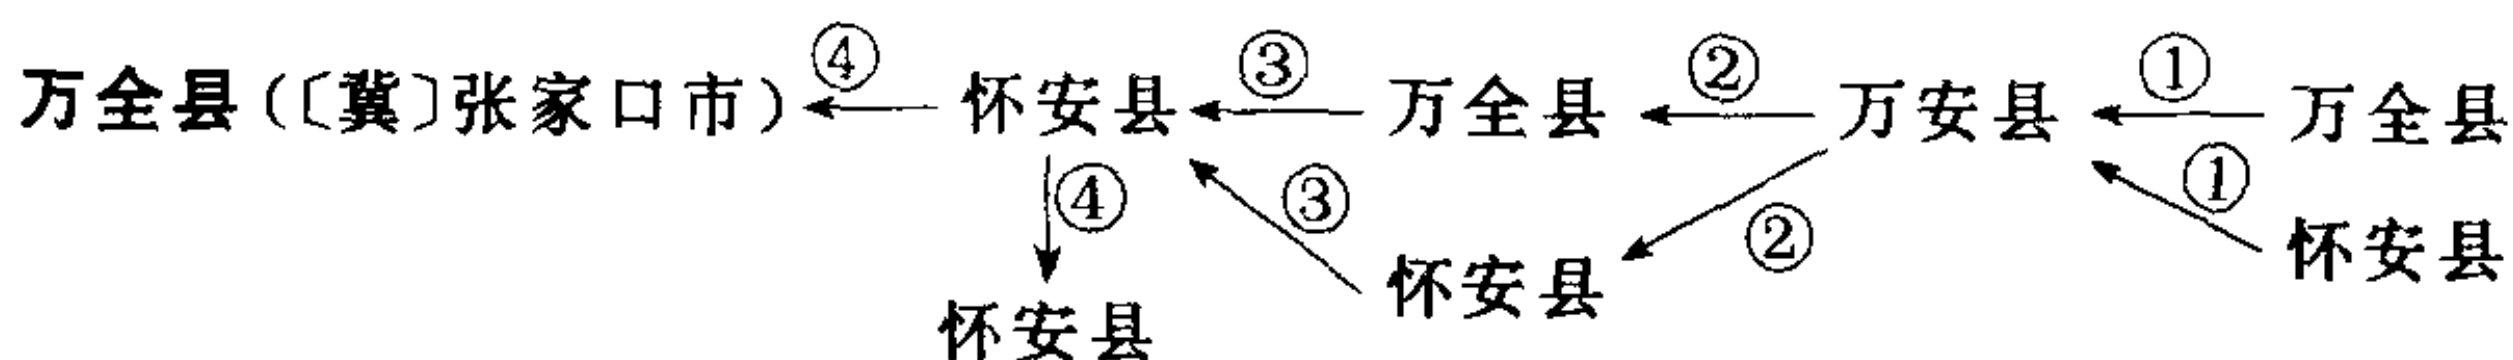 ④ ③ ② ①
万全县(〔冀〕张家口市) 怀安县 万全县 万安县 万全县
④ ③ ② ①
怀安县 怀安县 怀安县